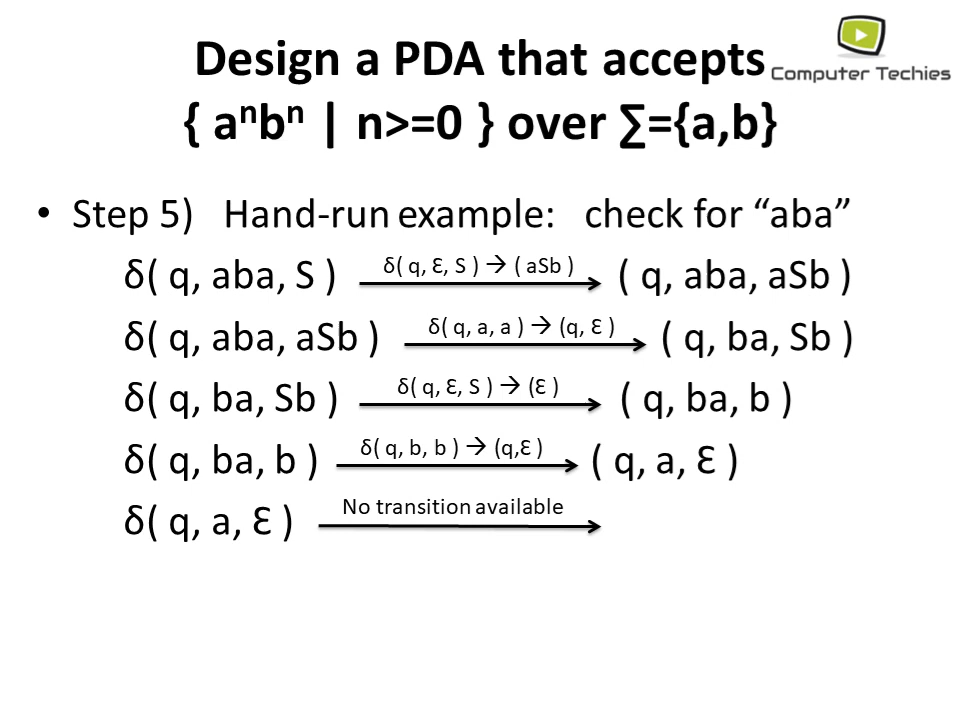 Design a PDA that accepts
Computer Techies
{ aⁿbⁿ | n>=0 } over ∑={a,b}
• Step 5) Hand-run example: check for “aba”
δ( q, aba, S ) δ( q, Ɛ, S ) → ( aSb ) ( q, aba, aSb )
δ( q, aba, aSb ) δ( q, a, a ) → (q, Ɛ ) ( q, ba, Sb )
δ( q, ba, Sb ) δ( q, Ɛ, S ) → (Ɛ ) ( q, ba, b )
δ( q, ba, b ) δ( q, b, b ) → (q,Ɛ ) ( q, a, Ɛ )
δ( q, a, Ɛ ) No transition available